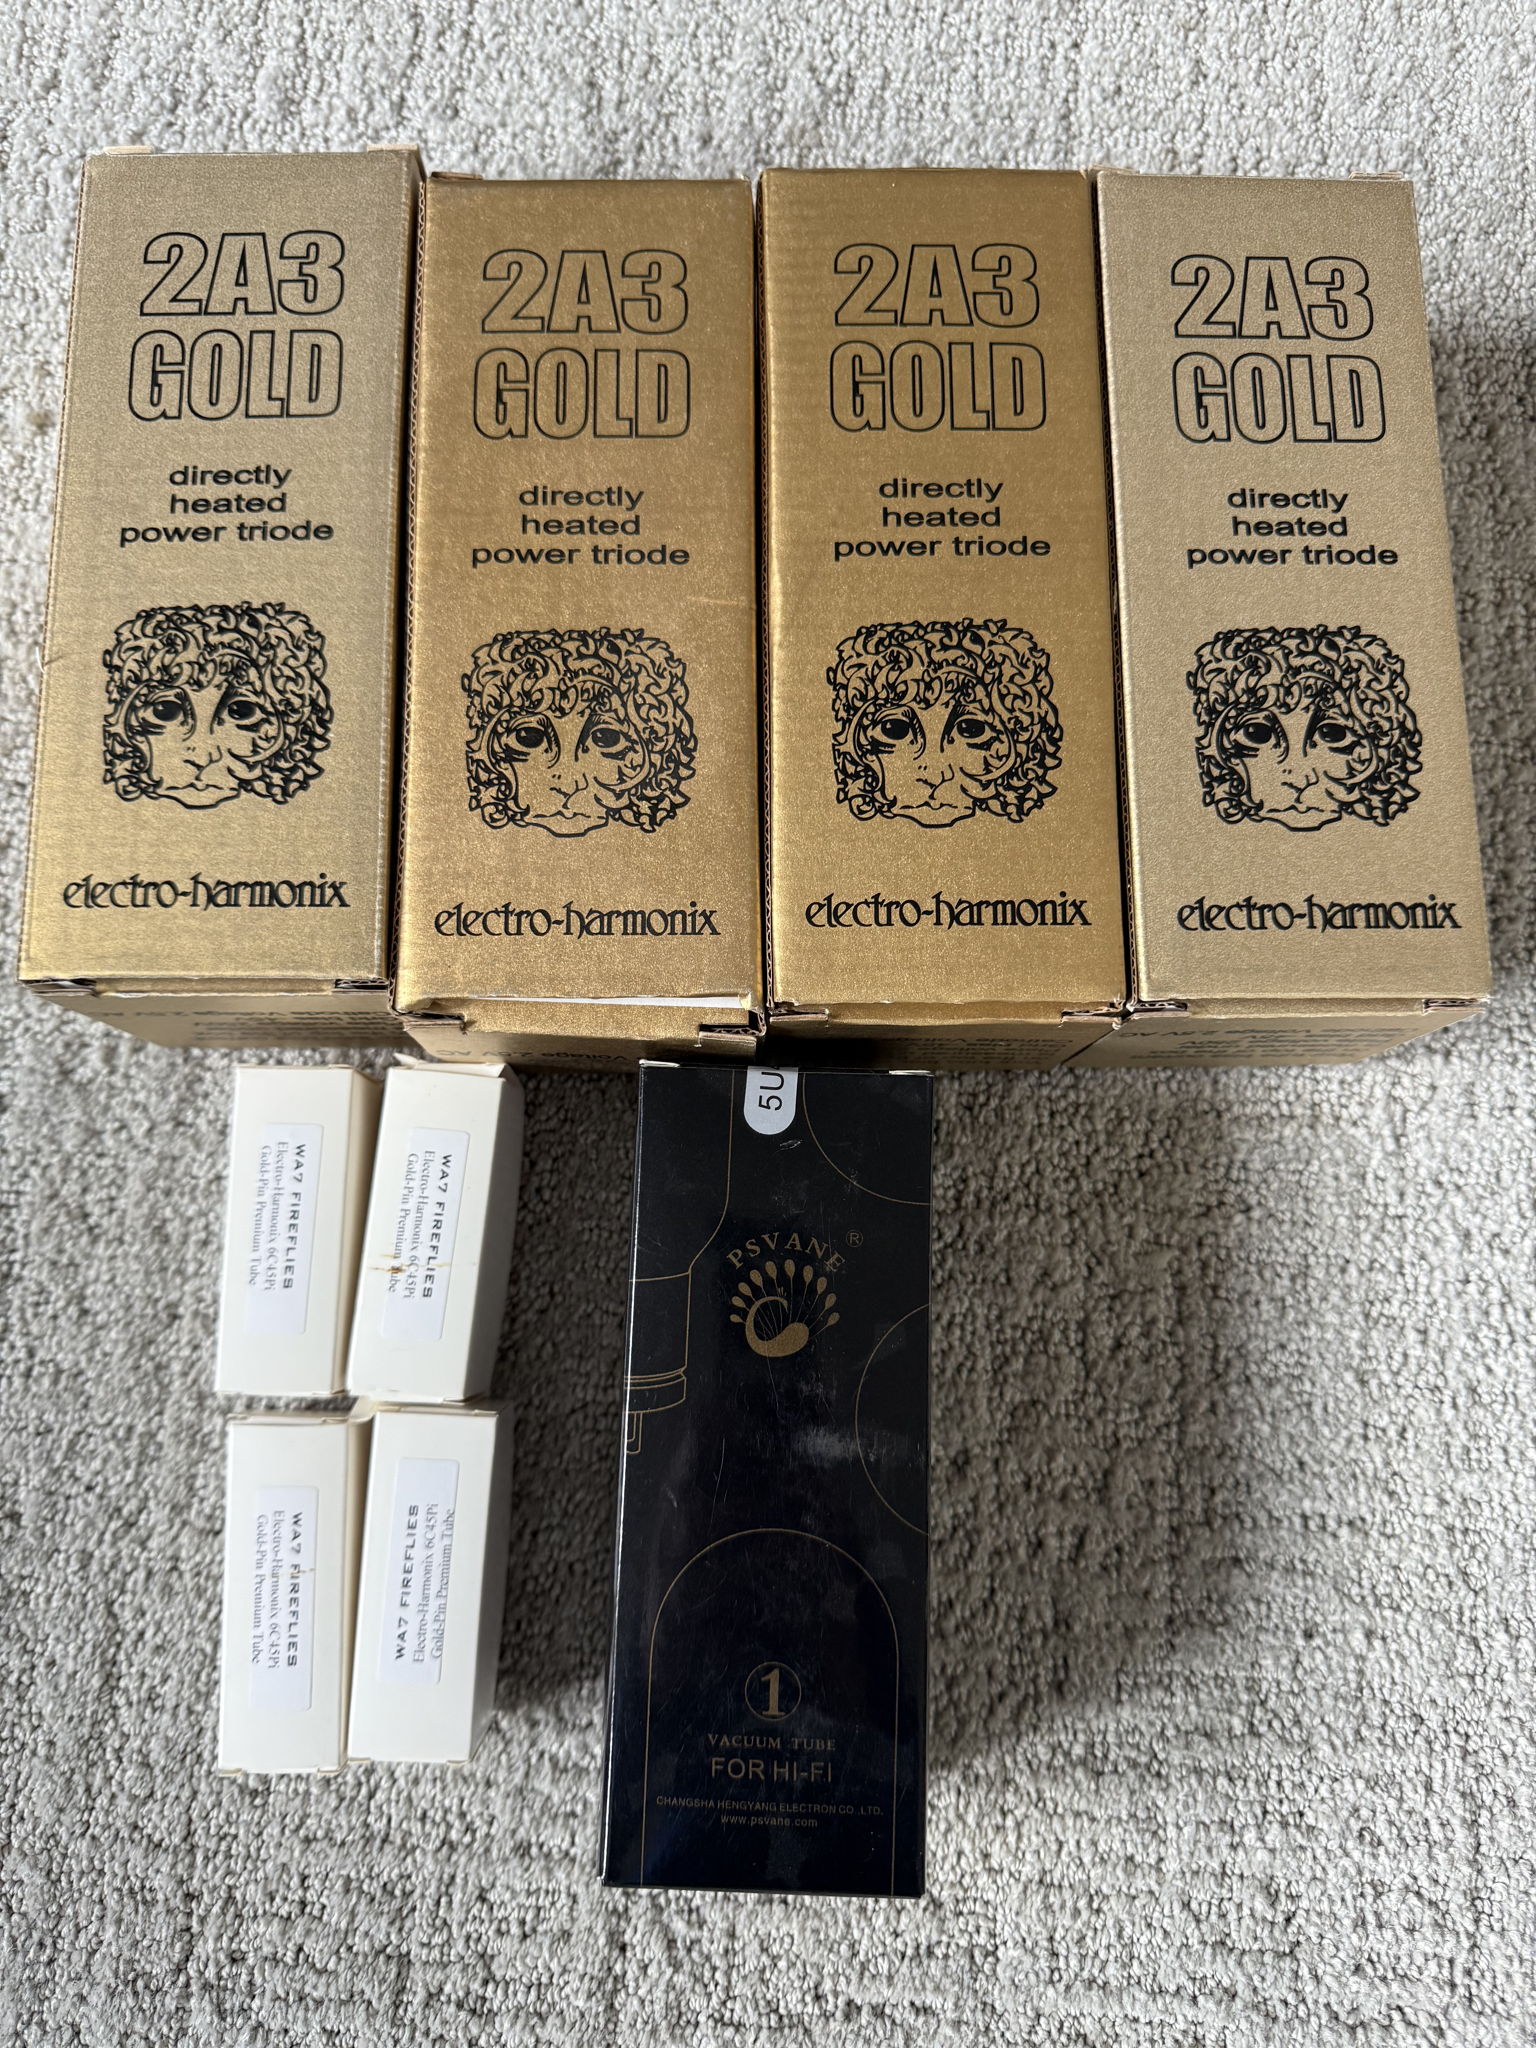 2A3
GOLD
directly
heated
power triode
electro-harmonix
2A3
GOLD
directly
heated
power triode
electro-harmonix
2A3
GOLD
directly
heated
power triode
electro-harmonix
2A3
GOLD
directly
heated
power triode
electro-harmonix
WA7 FIREFLIES
Electro-Harmonix 6C45Pi
Gold-Pin Premium Tube
WA7 FIREFLIES
Electro-Harmonix 6C45Pi
Gold-Pin Premium Tube
WA7 FIREFLIES
Electro-Harmonix 6C45Pi
Gold-Pin Premium Tube
WA7 FIREFLIES
Electro-Harmonix 6C45Pi
Gold-Pin Premium Tube
5U
PSVANE®
1
VACUUM TUBE
FOR HI-FI
CHANGSHA HENGYANG ELECTRON CO.,LTD.
www.psvane.com